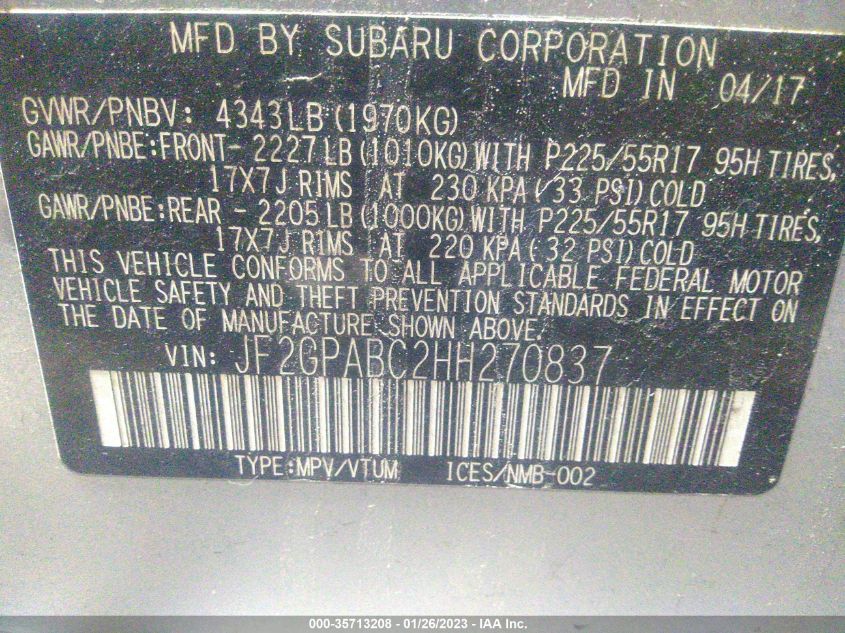 MFD BY SUBARU CORPORATION
MFD IN 04/17
GVWR/PNBV: 4343LB(1970KG)
GAWR/PNBE:FRONT- 2227LB(1010KG)WITH P225/55R17 95H TIRES,
17X7J RIMS AT 230 KPA( 33 PSI)COLD
GAWR/PNBE:REAR - 2205LB(1000KG)WITH P225/55R17 95H TIRES,
17X7J RIMS AT 220 KPA( 32 PSI)COLD
THIS VEHICLE CONFORMS TO ALL APPLICABLE FEDERAL MOTOR
VEHICLE SAFETY AND THEFT PREVENTION STANDARDS IN EFFECT ON
THE DATE OF MANUFACTURE SHOWN ABOVE.
VIN: JF2GPABC2HH270837
TYPE:MPV/VTUM ICES/NMB-002
000-35713208 - 01/26/2023 - IAA Inc.